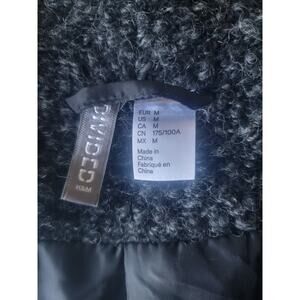 DIVIDED
H&M
EUR M
US M
CA M
CN 175/100A
MX M
Made in
China
Fabriqué en
Chine